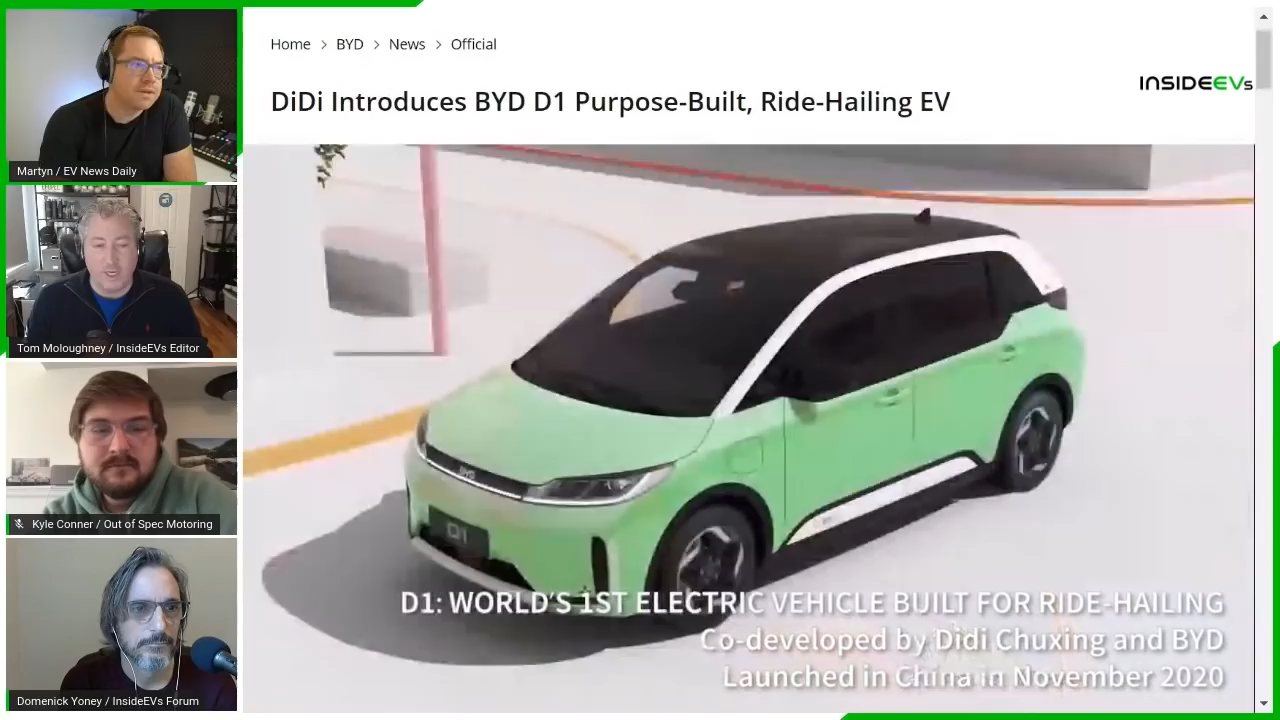 Home > BYD > News > Official
INSIDEEVs
DiDi Introduces BYD D1 Purpose-Built, Ride-Hailing EV
Martyn / EV News Daily
Tom Moloughney / InsideEVs Editor
Kyle Conner / Out of Spec Motoring
Domenick Yoney / InsideEVs Forum
BYD
D1
D1: WORLD'S 1ST ELECTRIC VEHICLE BUILT FOR RIDE-HAILING
Co-developed by Didi Chuxing and BYD
Launched in China in November 2020